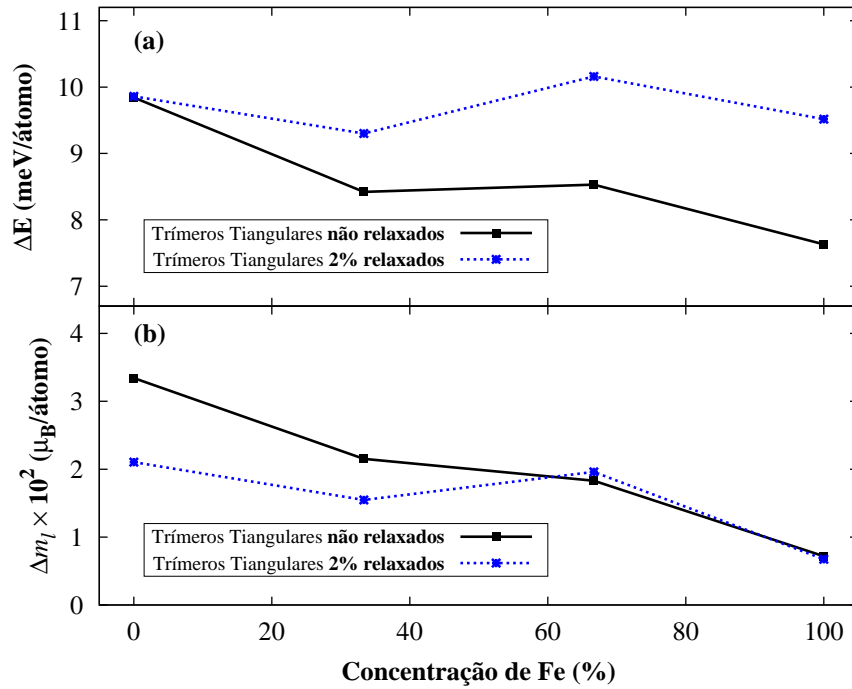 (a)
11
10
9
8
7
ΔE (meV/átomo)
Trímeros Tiangulares não relaxados
Trímeros Tiangulares 2% relaxados
(b)
4
3
2
1
0
Δm_l × 10² (μ_B/átomo)
Trímeros Tiangulares não relaxados
Trímeros Tiangulares 2% relaxados
0 20 40 60 80 100
Concentração de Fe (%)